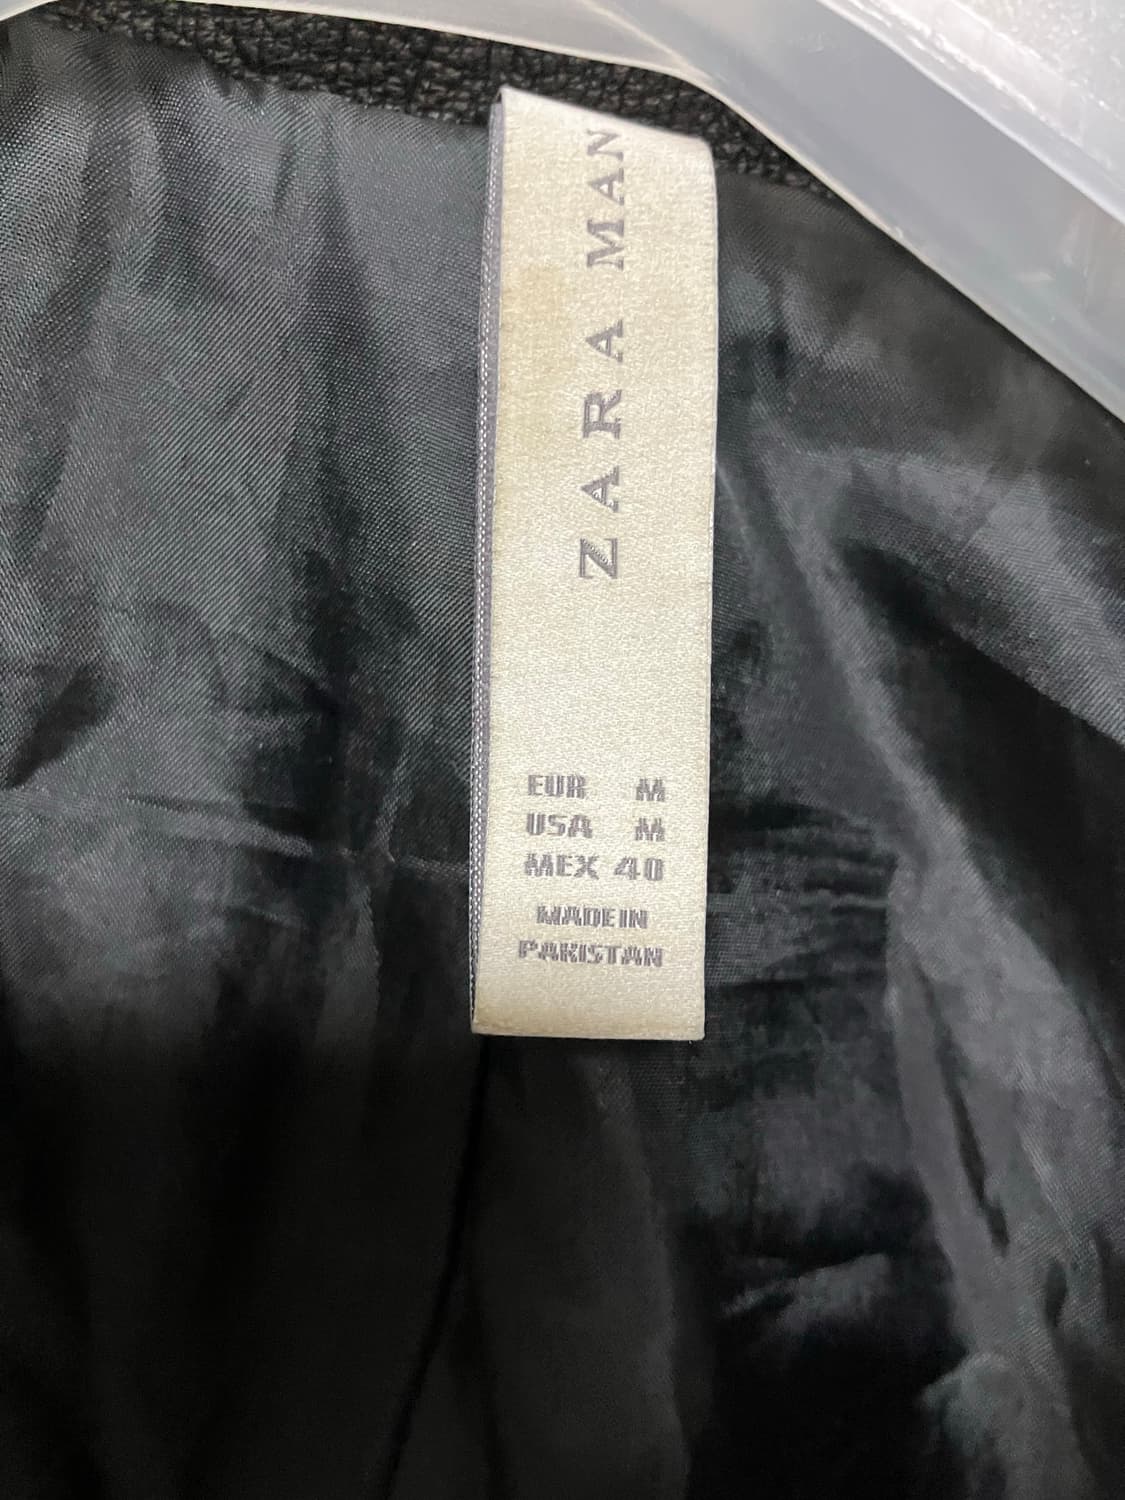 ZARA MAN
EUR M
USA M
MEX 40
MADE IN
PAKISTAN